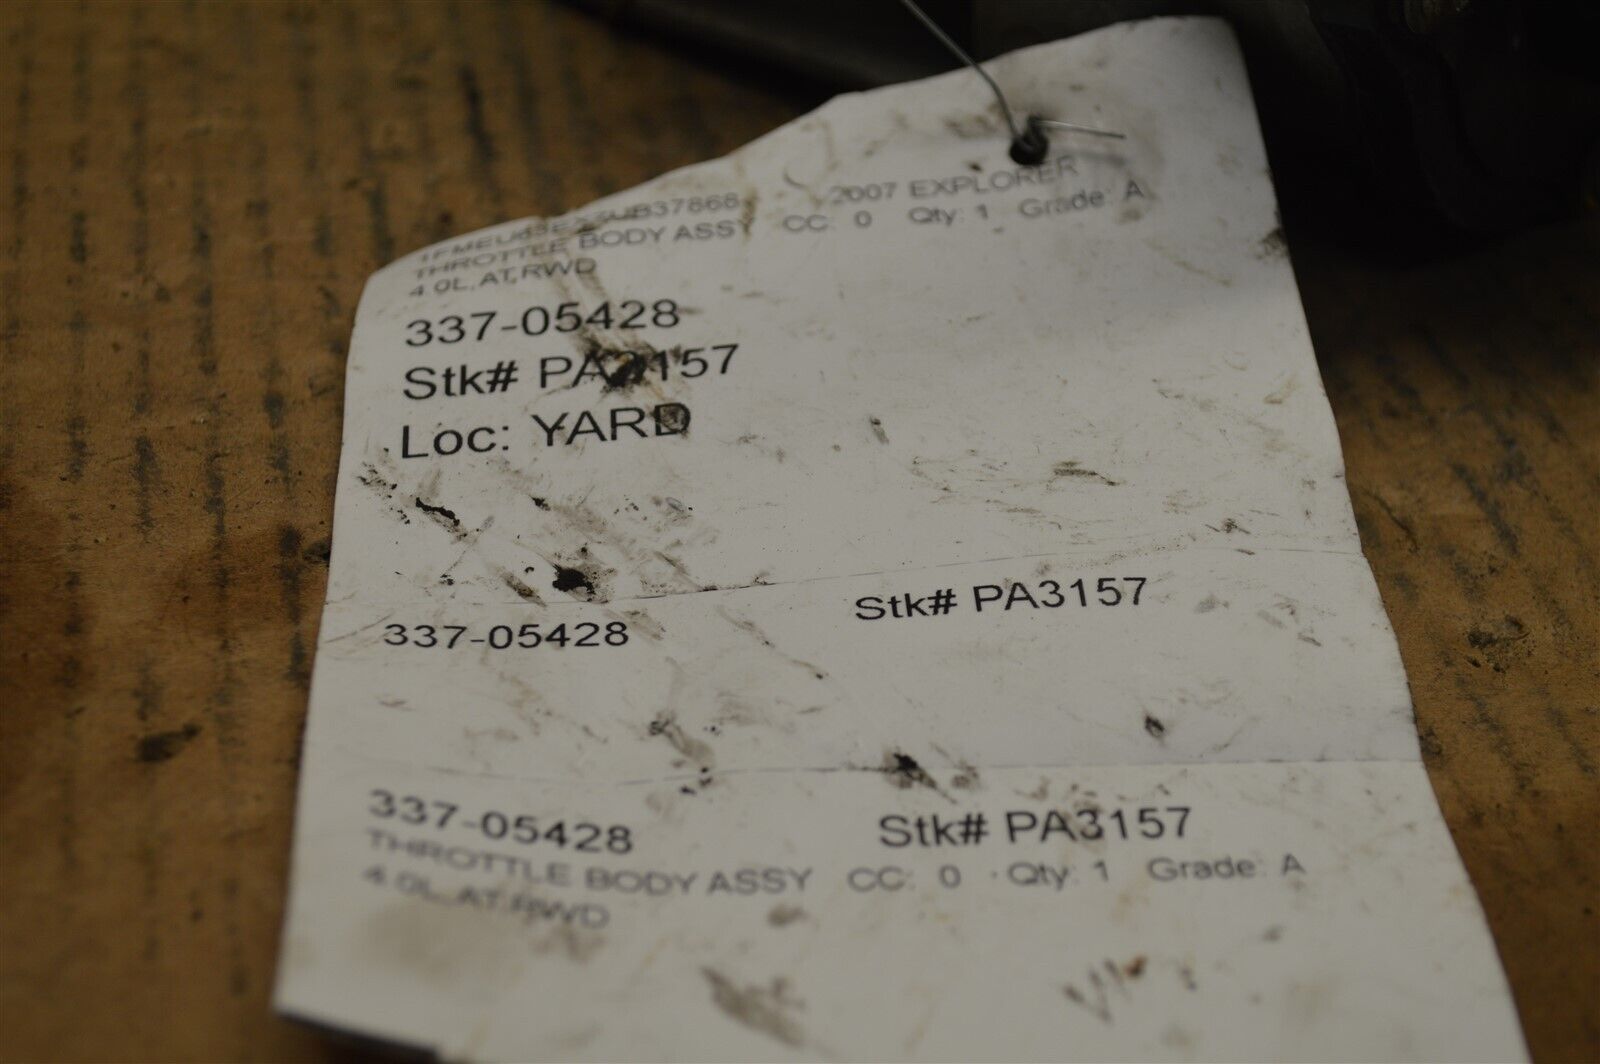 2007 EXPLORER
THROTTLE BODY ASSY CC: 0 Qty: 1 Grade: A
4.0L,AT,RWD
337-05428
Stk# PA3157
Loc: YARD
337-05428 Stk# PA3157
337-05428 Stk# PA3157
THROTTLE BODY ASSY CC: 0 Qty: 1 Grade: A
4.0L,AT,RWD